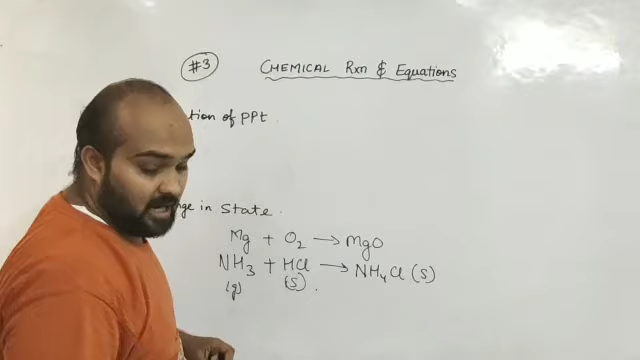 #3 CHEMICAL Rxn & Equations
tion of PPt.
ge in State.
Mg + O₂ → MgO
NH₃ + HCl → NH₄Cl (s)
(g) (s) .